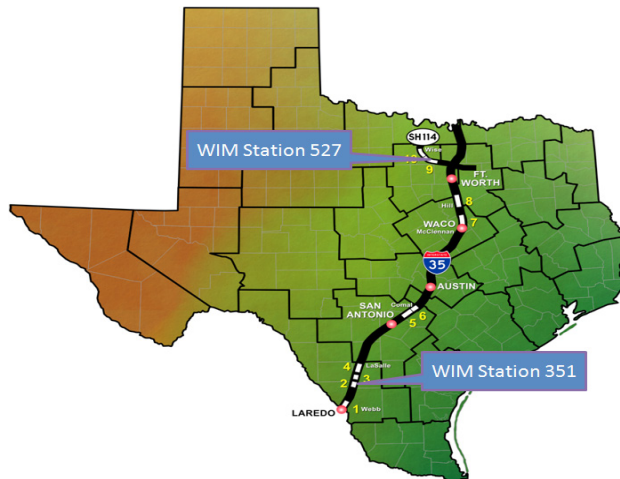 SH114
Wise
WIM Station 527
9
FT.
WORTH
8
Hill
7
WACO
McClennan
INTERSTATE
35
AUSTIN
SAN
ANTONIO
Comal
6
5
4
LaSalle
3
2
WIM Station 351
1
Webb
LAREDO